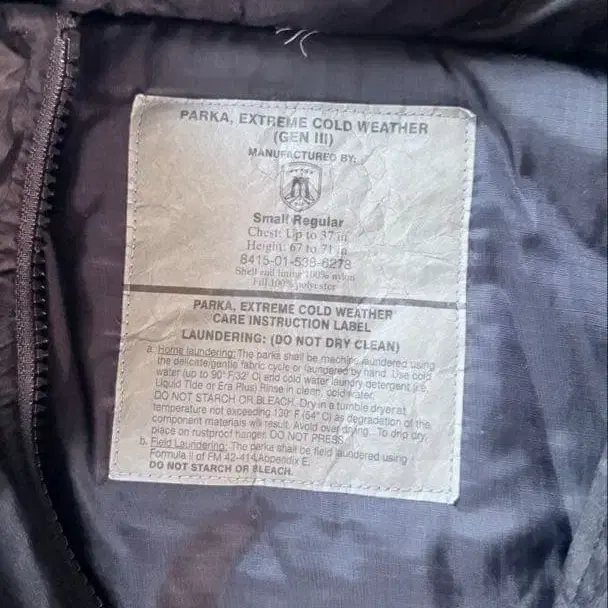 PARKA, EXTREME COLD WEATHER
(GEN III)
MANUFACTURED BY:
Small Regular
Chest: Up to 37 in
Height: 67 to 71 in
8415-01-538-6278
Shell and lining 100% nylon
Fill 100% polyester
PARKA, EXTREME COLD WEATHER
CARE INSTRUCTION LABEL
LAUNDERING: (DO NOT DRY CLEAN)
a. Home laundering: The parka shall be machine laundered using
the delicate/gentle fabric cycle or laundered by hand. Use cold
water (up to 90° F/32° C) and cold water laundry detergent (i.e.
Liquid Tide or Era Plus) Rinse in clean, cold water.
DO NOT STARCH OR BLEACH. Dry in a tumble dryer at
temperature not exceeding 130° F (54° C) as degradation of the
component materials will result. Avoid over drying. To drip dry,
place on rustproof hanger. DO NOT PRESS.
b. Field Laundering: The parka shall be field laundered using
Formula II of FM 42-414, Appendix E.
DO NOT STARCH OR BLEACH.